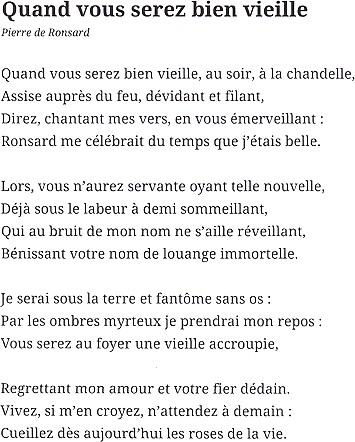 Quand vous serez bien vieille
Pierre de Ronsard
Quand vous serez bien vieille, au soir, à la chandelle,
Assise auprès du feu, dévidant et filant,
Direz, chantant mes vers, en vous émerveillant :
Ronsard me célébrait du temps que j’étais belle.
Lors, vous n’aurez servante oyant telle nouvelle,
Déjà sous le labeur à demi sommeillant,
Qui au bruit de mon nom ne s’aille réveillant,
Bénissant votre nom de louange immortelle.
Je serai sous la terre et fantôme sans os :
Par les ombres myrteux je prendrai mon repos :
Vous serez au foyer une vieille accroupie,
Regrettant mon amour et votre fier dédain.
Vivez, si m’en croyez, n’attendez à demain :
Cueillez dès aujourd’hui les roses de la vie.